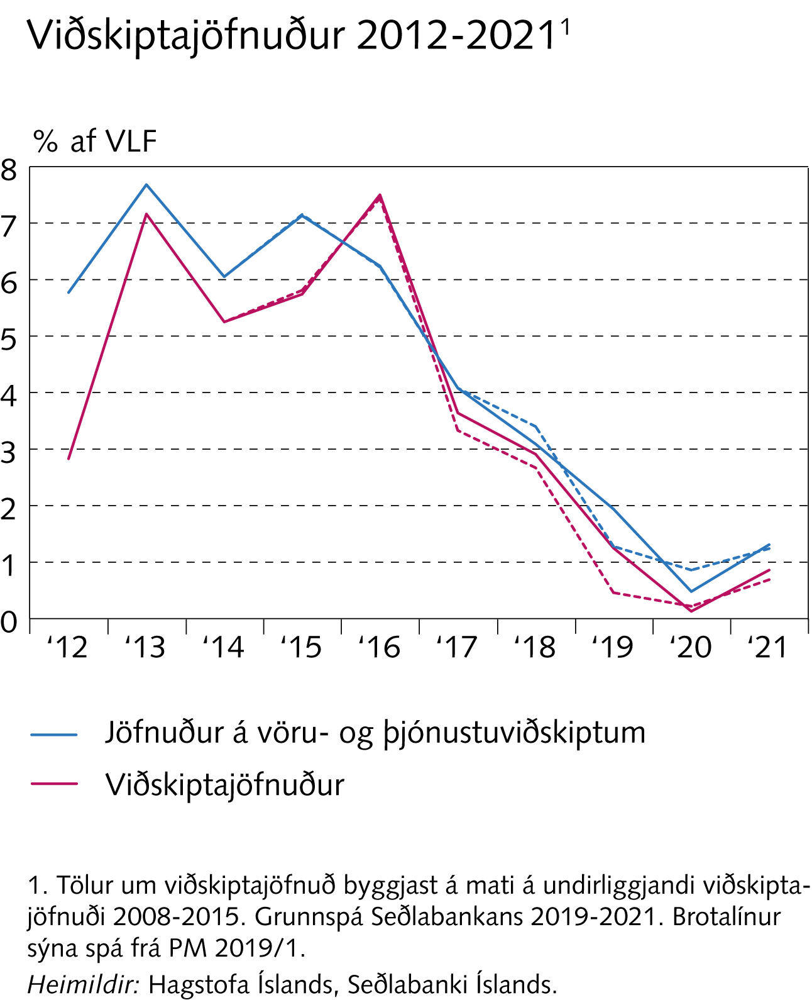 Viðskiptajöfnuður 2012-2021¹
% af VLF
8
7
6
5
4
3
2
1
0
‘12 ‘13 ‘14 ‘15 ‘16 ‘17 ‘18 ‘19 ‘20 ‘21
Jöfnuður á vöru- og þjónustuviðskiptum
Viðskiptajöfnuður
1. Tölur um viðskiptajöfnuð byggjast á mati á undirliggjandi viðskipta-
jöfnuði 2008-2015. Grunnspá Seðlabankans 2019-2021. Brotalínur
sýna spá frá PM 2019/1.
Heimildir: Hagstofa Íslands, Seðlabanki Íslands.